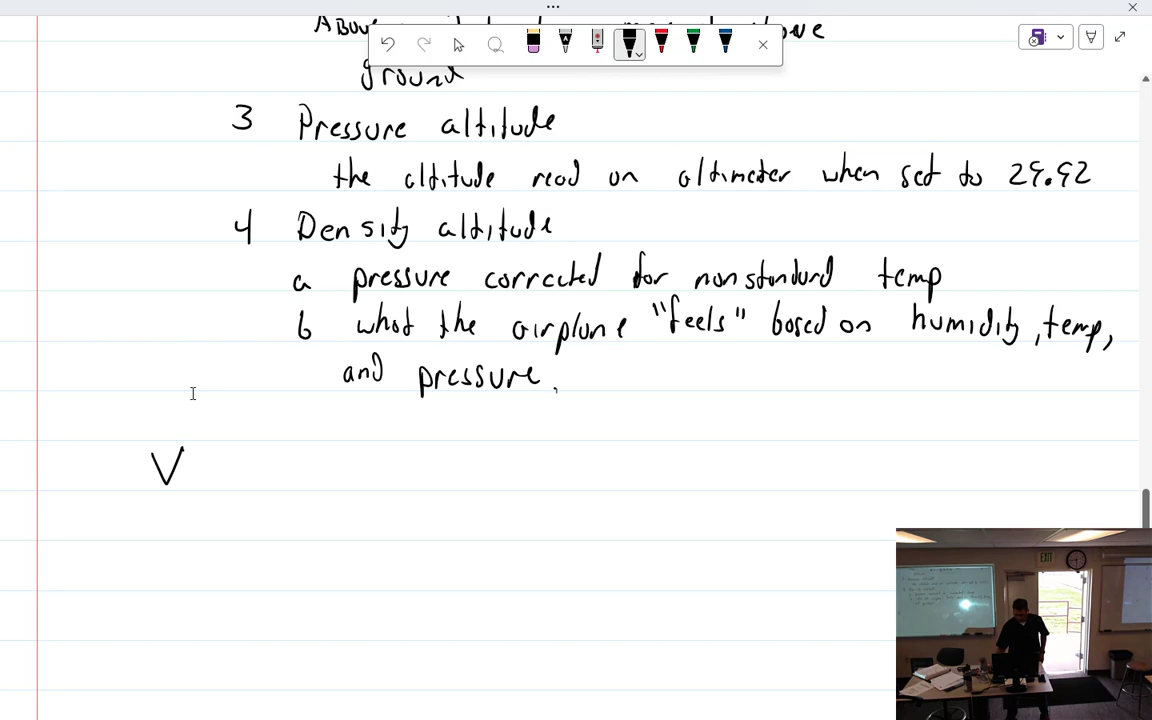 ground
3 Pressure altitude
the altitude read on altimeter when set to 29.92
4 Density altitude
a pressure corrected for nonstandard temp
b what the airplane "feels" based on humidity, temp,
and pressure.
V
EXIT